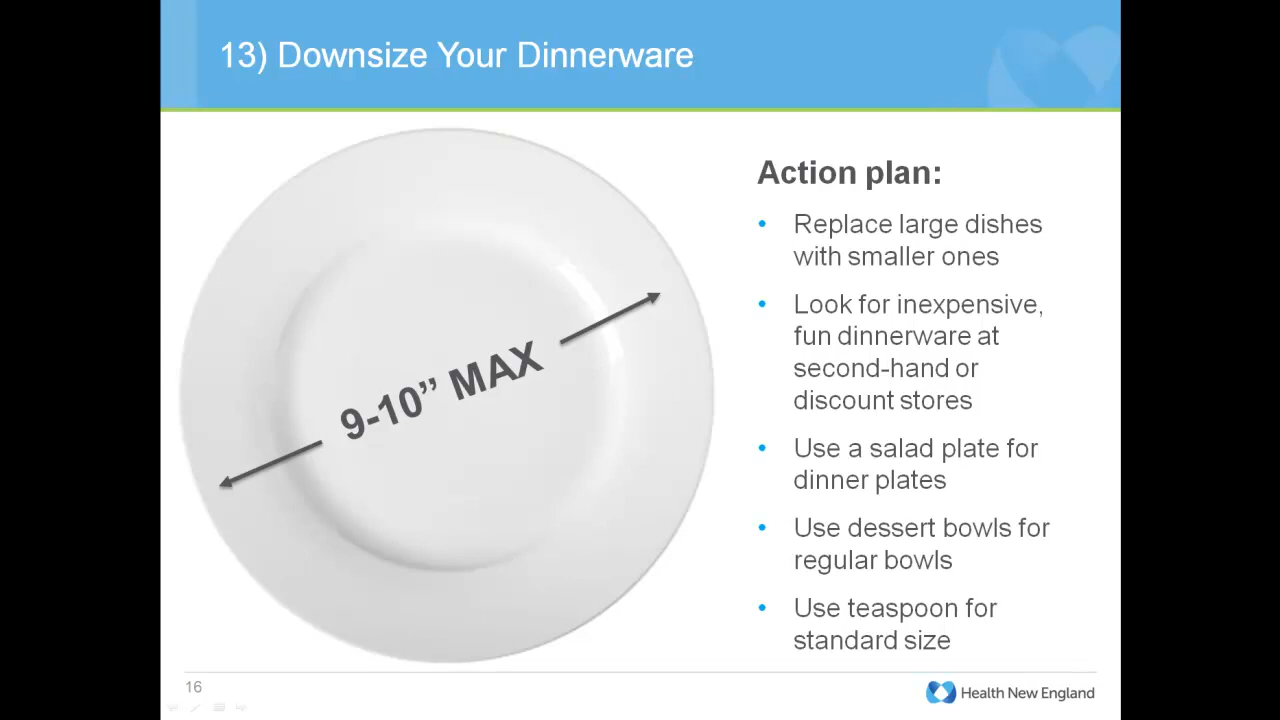 13) Downsize Your Dinnerware
9-10” MAX
Action plan:
• Replace large dishes
with smaller ones
• Look for inexpensive,
fun dinnerware at
second-hand or
discount stores
• Use a salad plate for
dinner plates
• Use dessert bowls for
regular bowls
• Use teaspoon for
standard size
16
Health New England